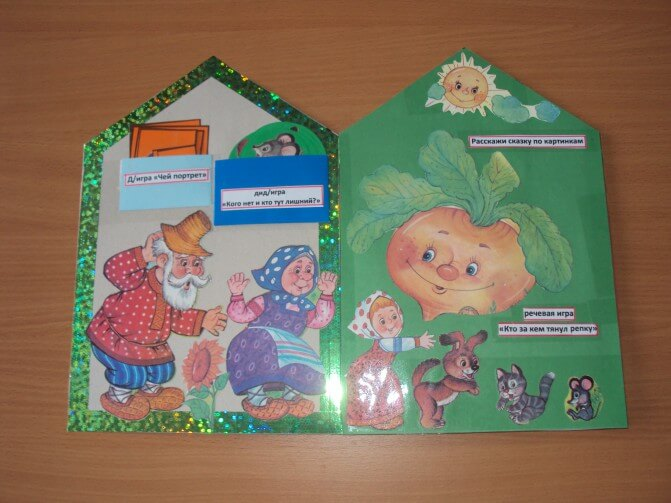 Д/игра «Чей портрет»
дид/игра
«Кого нет и кто тут лишний?»
Расскажи сказку по картинкам
речевая игра
«Кто за кем тянул репку»